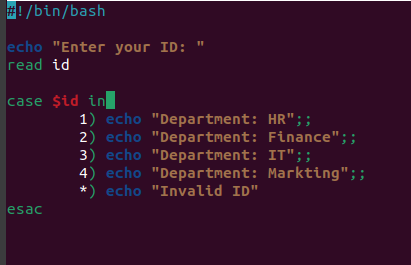 #!/bin/bash
echo "Enter your ID: "
read id
case $id in
1) echo "Department: HR";;
2) echo "Department: Finance";;
3) echo "Department: IT";;
4) echo "Department: Markting";;
*) echo "Invalid ID"
esac